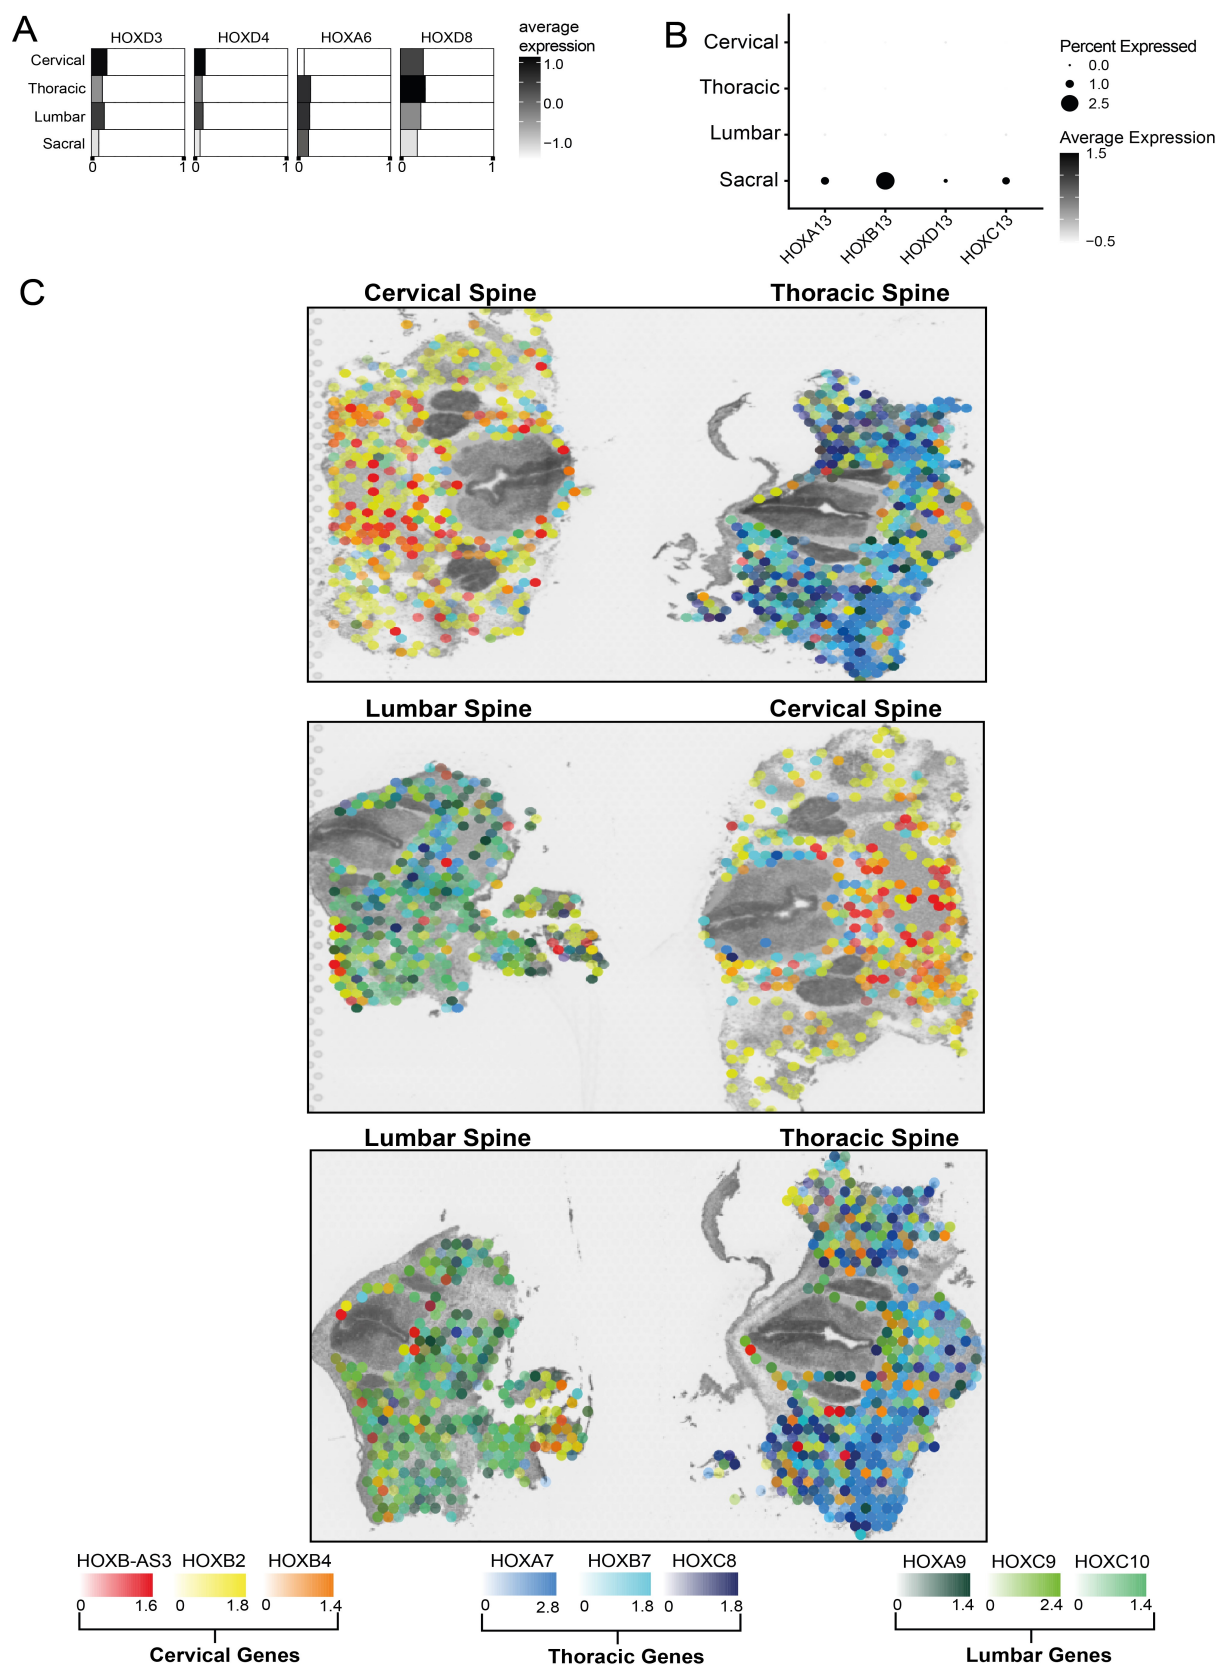 A
HOXD3 HOXD4 HOXA6 HOXD8
average
expression
Cervical
Thoracic
Lumbar
Sacral
0 1 0 1 0 1 0 1
1.0
0.0
−1.0
B
Cervical
Thoracic
Lumbar
Sacral
HOXA13 HOXB13 HOXD13 HOXC13
Percent Expressed
0.0
1.0
2.5
Average Expression
1.5
−0.5
C
Cervical Spine Thoracic Spine
Lumbar Spine Cervical Spine
Lumbar Spine Thoracic Spine
HOXB-AS3 HOXB2 HOXB4 HOXA7 HOXB7 HOXC8 HOXA9 HOXC9 HOXC10
0 1.6 0 1.8 0 1.4 0 2.8 0 1.8 0 1.8 0 1.4 0 2.4 0 1.4
Cervical Genes Thoracic Genes Lumbar Genes